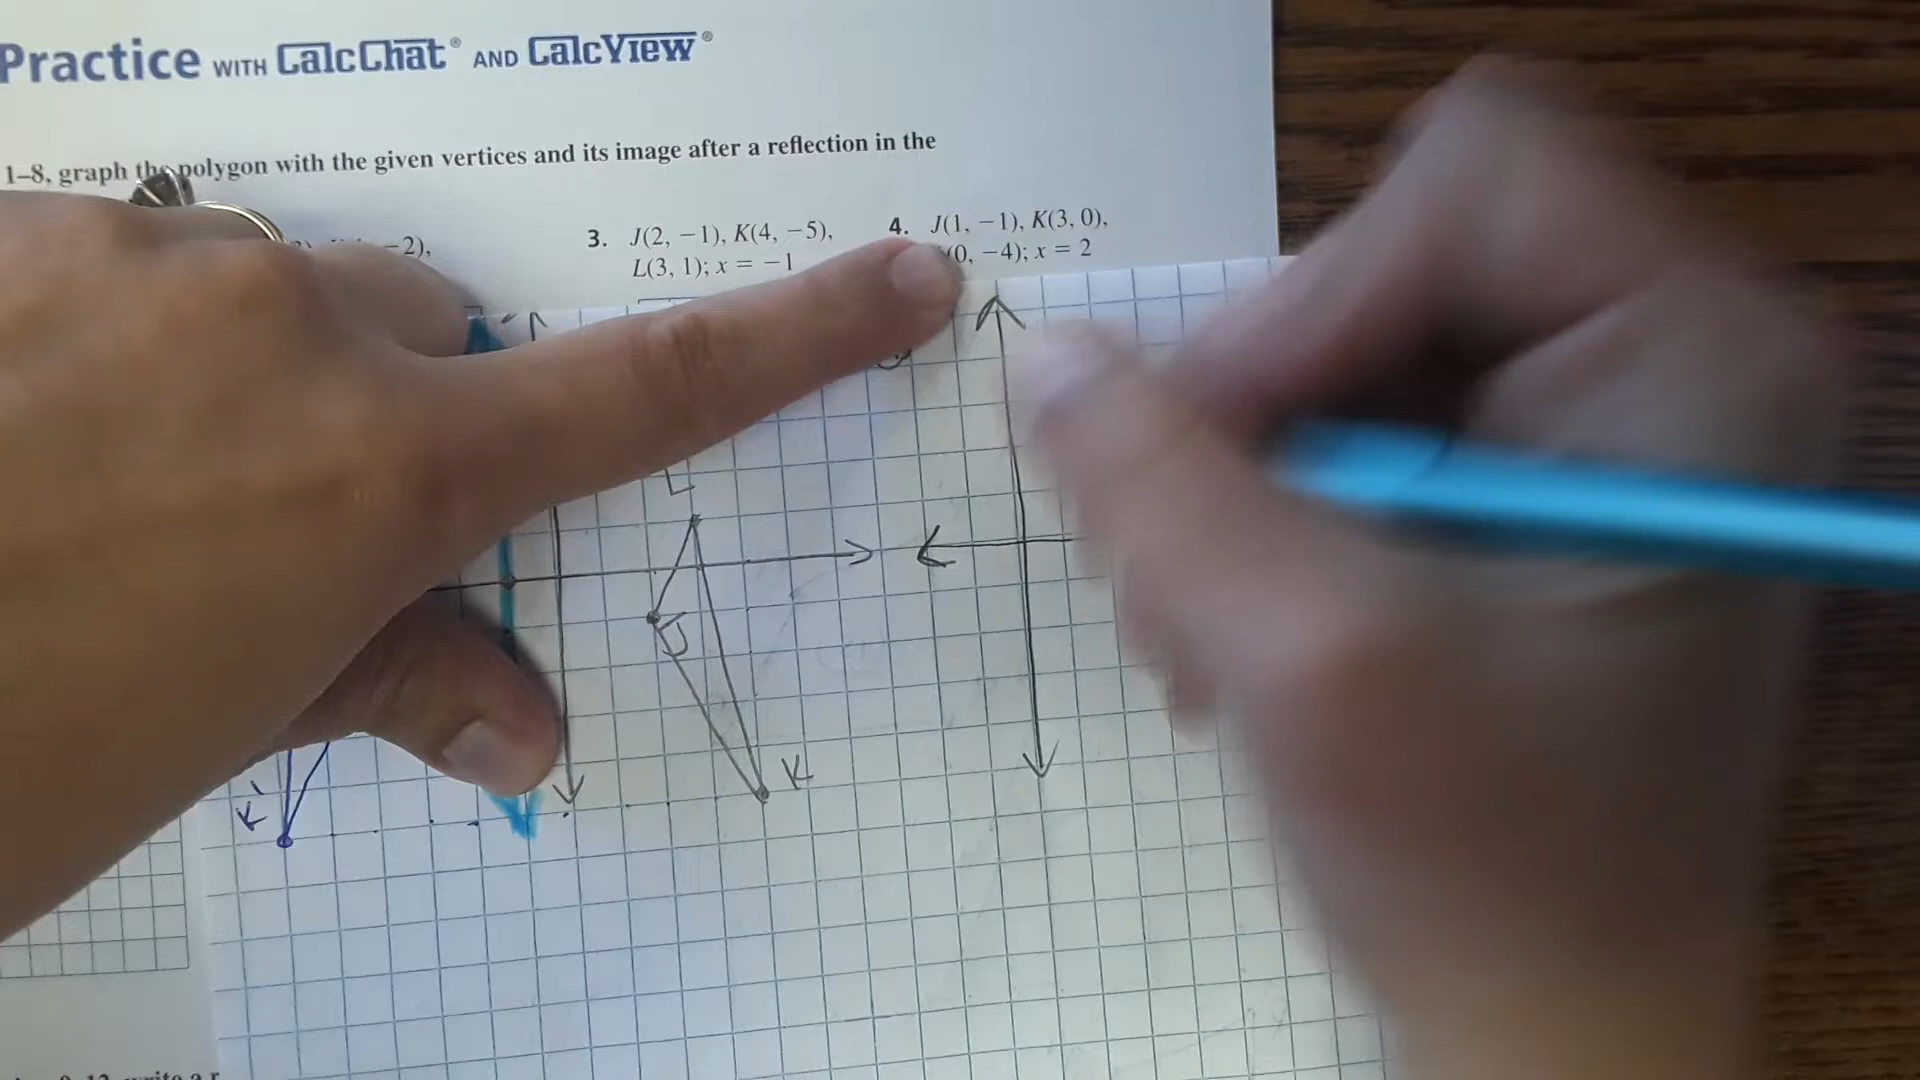 Practice WITH CalcChat® AND CalcView®
1–8, graph the polygon with the given vertices and its image after a reflection in the
−2),
3. J(2, −1), K(4, −5),
L(3, 1); x = −1
4. J(1, −1), K(3, 0),
(0, −4); x = 2
L
J
K
K'